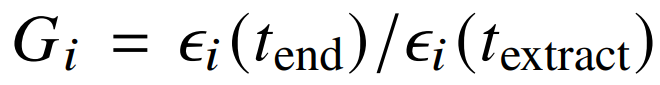 G_i = ϵ_i(t_end)/ϵ_i(t_extract)